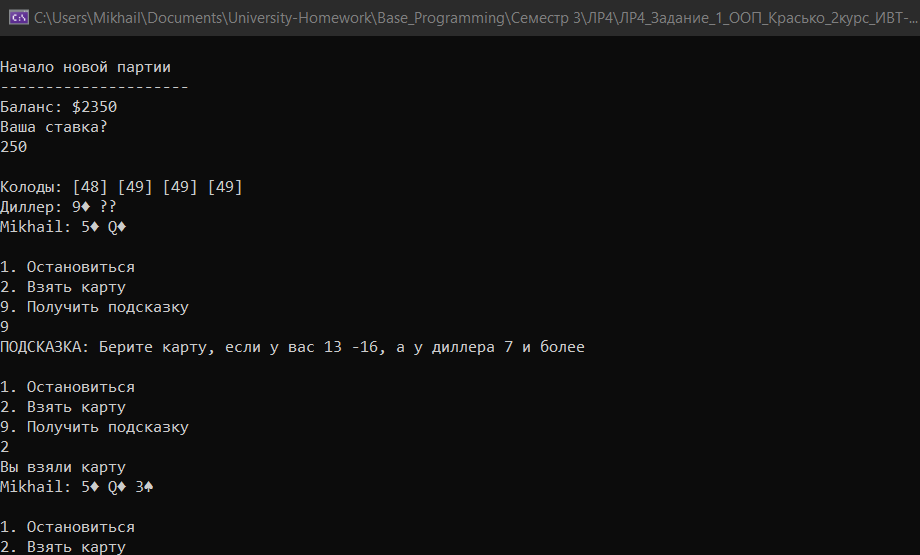 C:\Users\Mikhail\Documents\University-Homework\Base_Programming\Семестр 3\ЛР4\ЛР4_Задание_1_ООП_Красько_2курс_ИВТ-...
Начало новой партии
---------------------
Баланс: $2350
Ваша ставка?
250
Колоды: [48] [49] [49] [49]
Диллер: 9♦ ??
Mikhail: 5♦ Q♦
1. Остановиться
2. Взять карту
9. Получить подсказку
9
ПОДСКАЗКА: Берите карту, если у вас 13 -16, а у диллера 7 и более
1. Остановиться
2. Взять карту
9. Получить подсказку
2
Вы взяли карту
Mikhail: 5♦ Q♦ 3♠
1. Остановиться
2. Взять карту